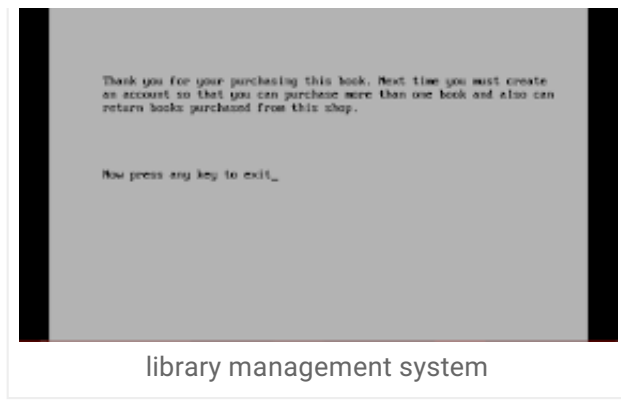 Thank you for your purchasing this book. Next time you must create
an account so that you can purchase more than one book and also can
return books purchased from this shop.
Now press any key to exit_
library management system